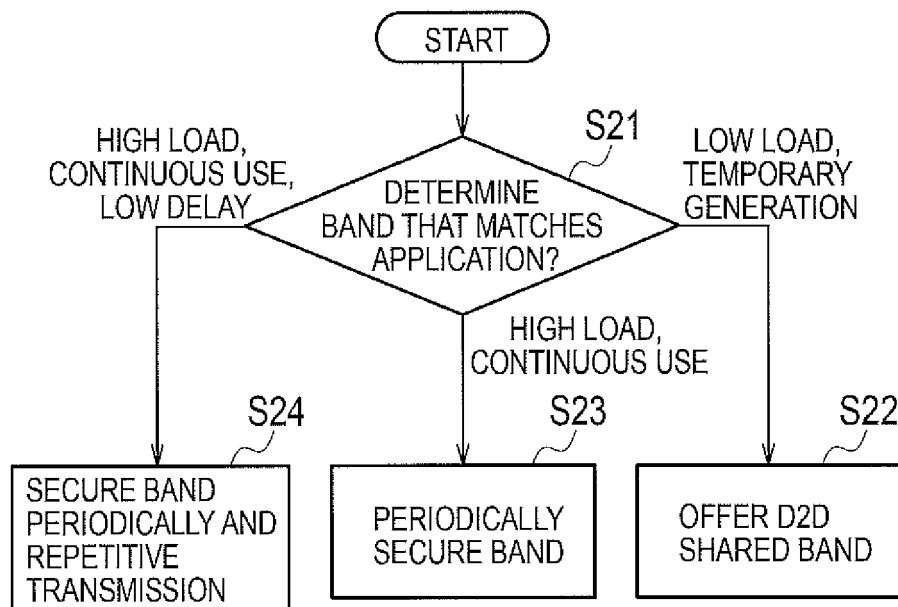 START
S21
HIGH LOAD,
CONTINUOUS USE,
LOW DELAY
DETERMINE
BAND THAT MATCHES
APPLICATION?
LOW LOAD,
TEMPORARY
GENERATION
HIGH LOAD,
CONTINUOUS USE
S24
SECURE BAND
PERIODICALLY AND
REPETITIVE
TRANSMISSION
S23
PERIODICALLY
SECURE BAND
S22
OFFER D2D
SHARED BAND